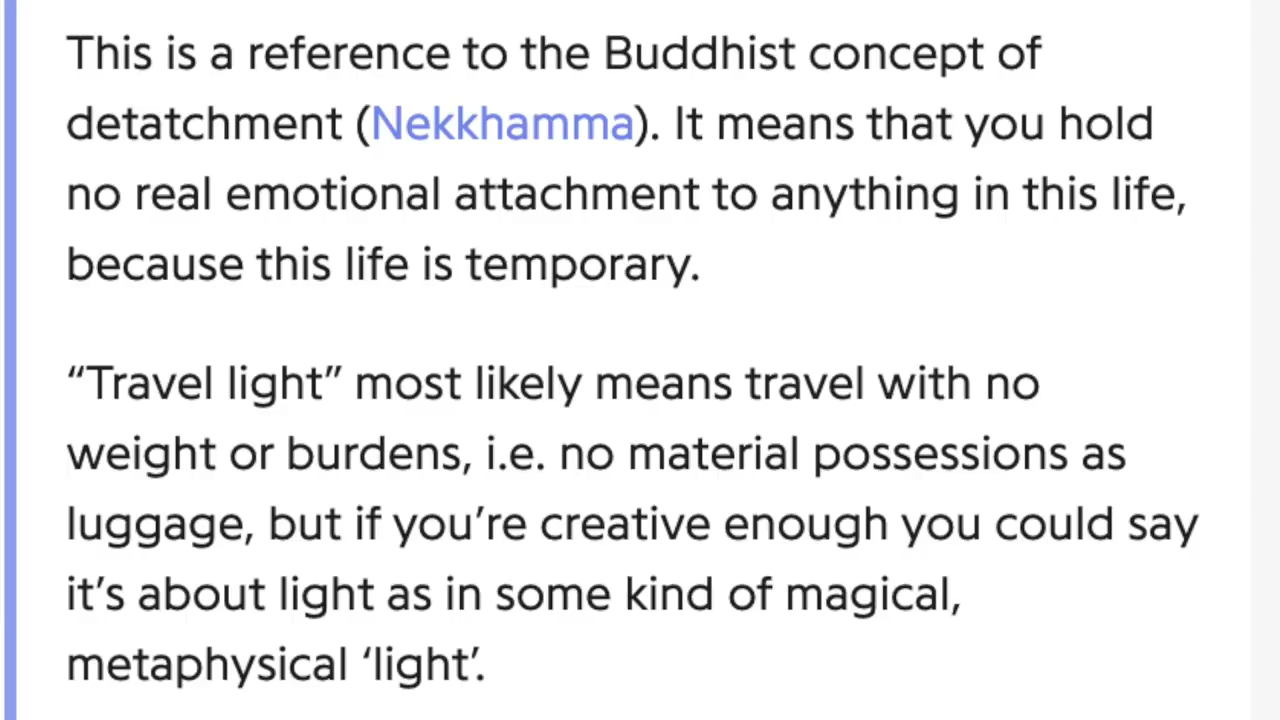 This is a reference to the Buddhist concept of
detatchment (Nekkhamma). It means that you hold
no real emotional attachment to anything in this life,
because this life is temporary.
“Travel light” most likely means travel with no
weight or burdens, i.e. no material possessions as
luggage, but if you’re creative enough you could say
it’s about light as in some kind of magical,
metaphysical ‘light’.